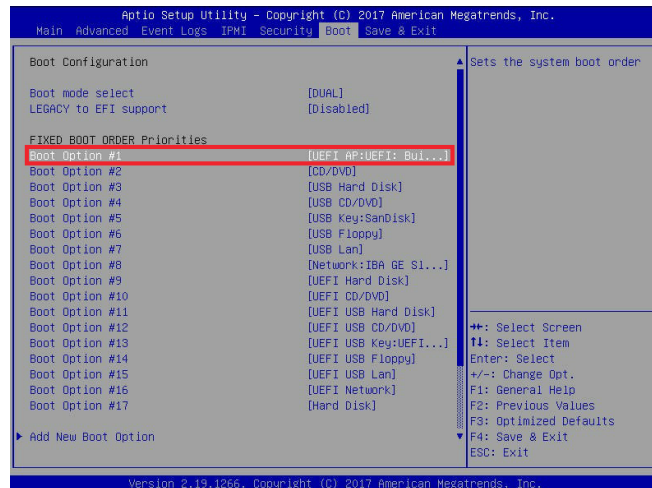 Aptio Setup Utility – Copyright (C) 2017 American Megatrends, Inc.
Main Advanced Event Logs IPMI Security Boot Save & Exit
Boot Configuration
Sets the system boot order
Boot mode select [DUAL]
LEGACY to EFI support [Disabled]
FIXED BOOT ORDER Priorities
Boot Option #1 [UEFI AP:UEFI: Bui...]
Boot Option #2 [CD/DVD]
Boot Option #3 [USB Hard Disk]
Boot Option #4 [USB CD/DVD]
Boot Option #5 [USB Key:SanDisk]
Boot Option #6 [USB Floppy]
Boot Option #7 [USB Lan]
Boot Option #8 [Network:IBA GE Sl...]
Boot Option #9 [UEFI Hard Disk]
Boot Option #10 [UEFI CD/DVD]
Boot Option #11 [UEFI USB Hard Disk]
Boot Option #12 [UEFI USB CD/DVD]
Boot Option #13 [UEFI USB Key:UEFI...]
Boot Option #14 [UEFI USB Floppy]
Boot Option #15 [UEFI USB Lan]
Boot Option #16 [UEFI Network]
Boot Option #17 [Hard Disk]
Add New Boot Option
→←: Select Screen
↑↓: Select Item
Enter: Select
+/-: Change Opt.
F1: General Help
F2: Previous Values
F3: Optimized Defaults
F4: Save & Exit
ESC: Exit
Version 2.19.1266. Copyright (C) 2017 American Megatrends, Inc.